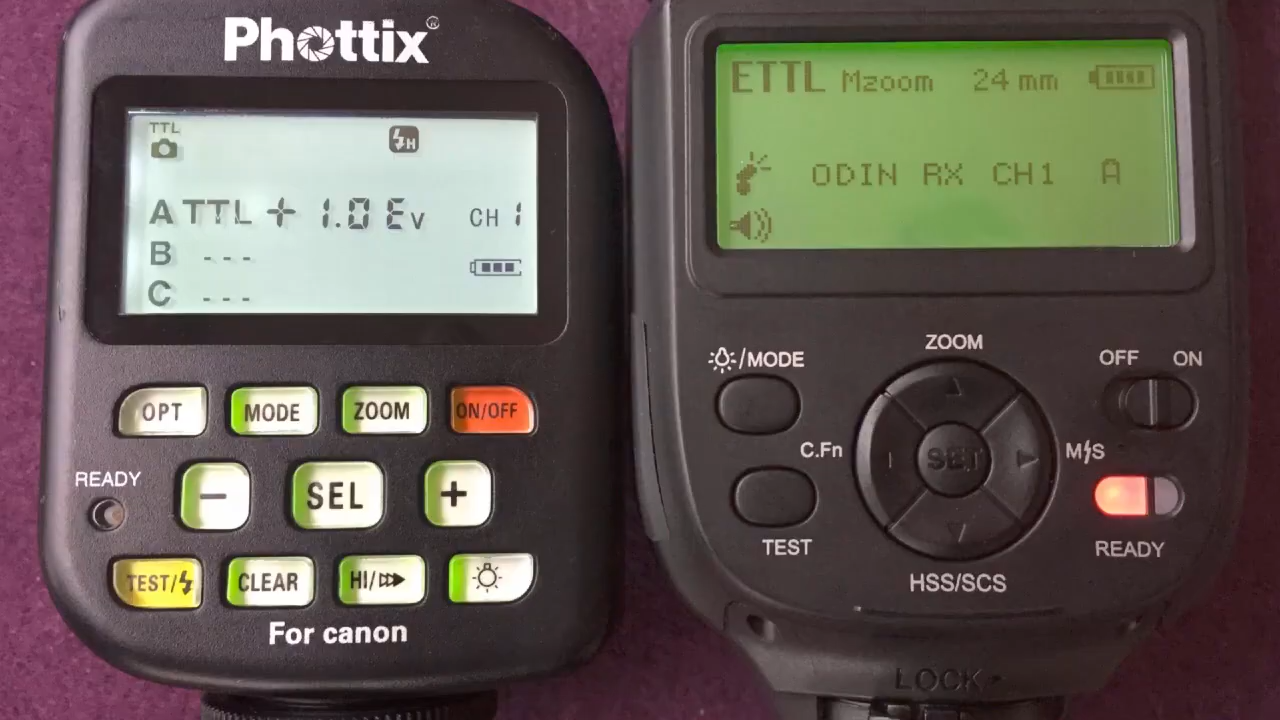 Phottix
TTL
H
A TTL + 1.0 Ev CH 1
B ---
C ---
OPT MODE ZOOM ON/OFF
READY
− SEL +
TEST/ CLEAR HI/
For canon
ETTL Mzoom 24 mm
ODIN RX CH1 A
ZOOM
/MODE
OFF ON
C.Fn
SET
M S
TEST
READY
HSS/SCS
LOCK